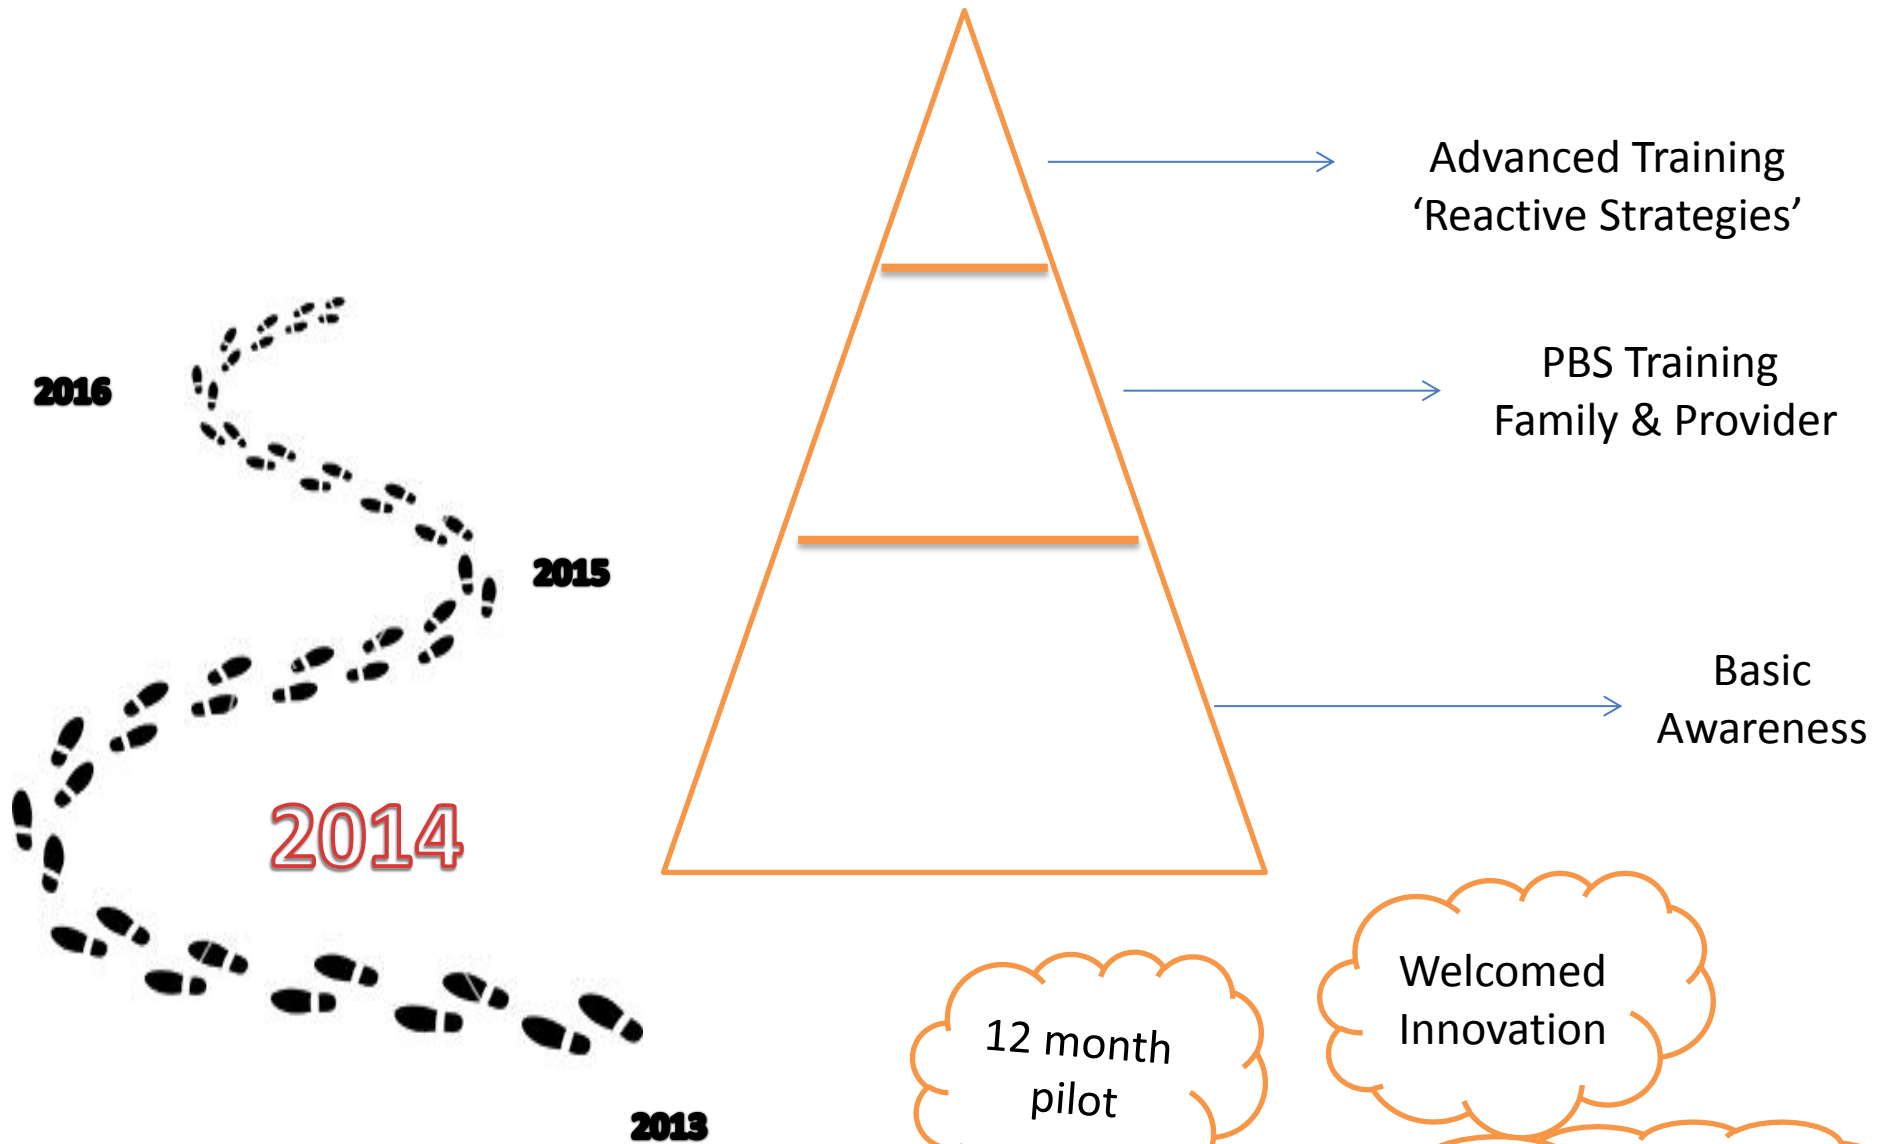 Advanced Training
‘Reactive Strategies’
PBS Training
Family & Provider
2016
2015
Basic
Awareness
2014
Welcomed
Innovation
12 month
pilot
2013